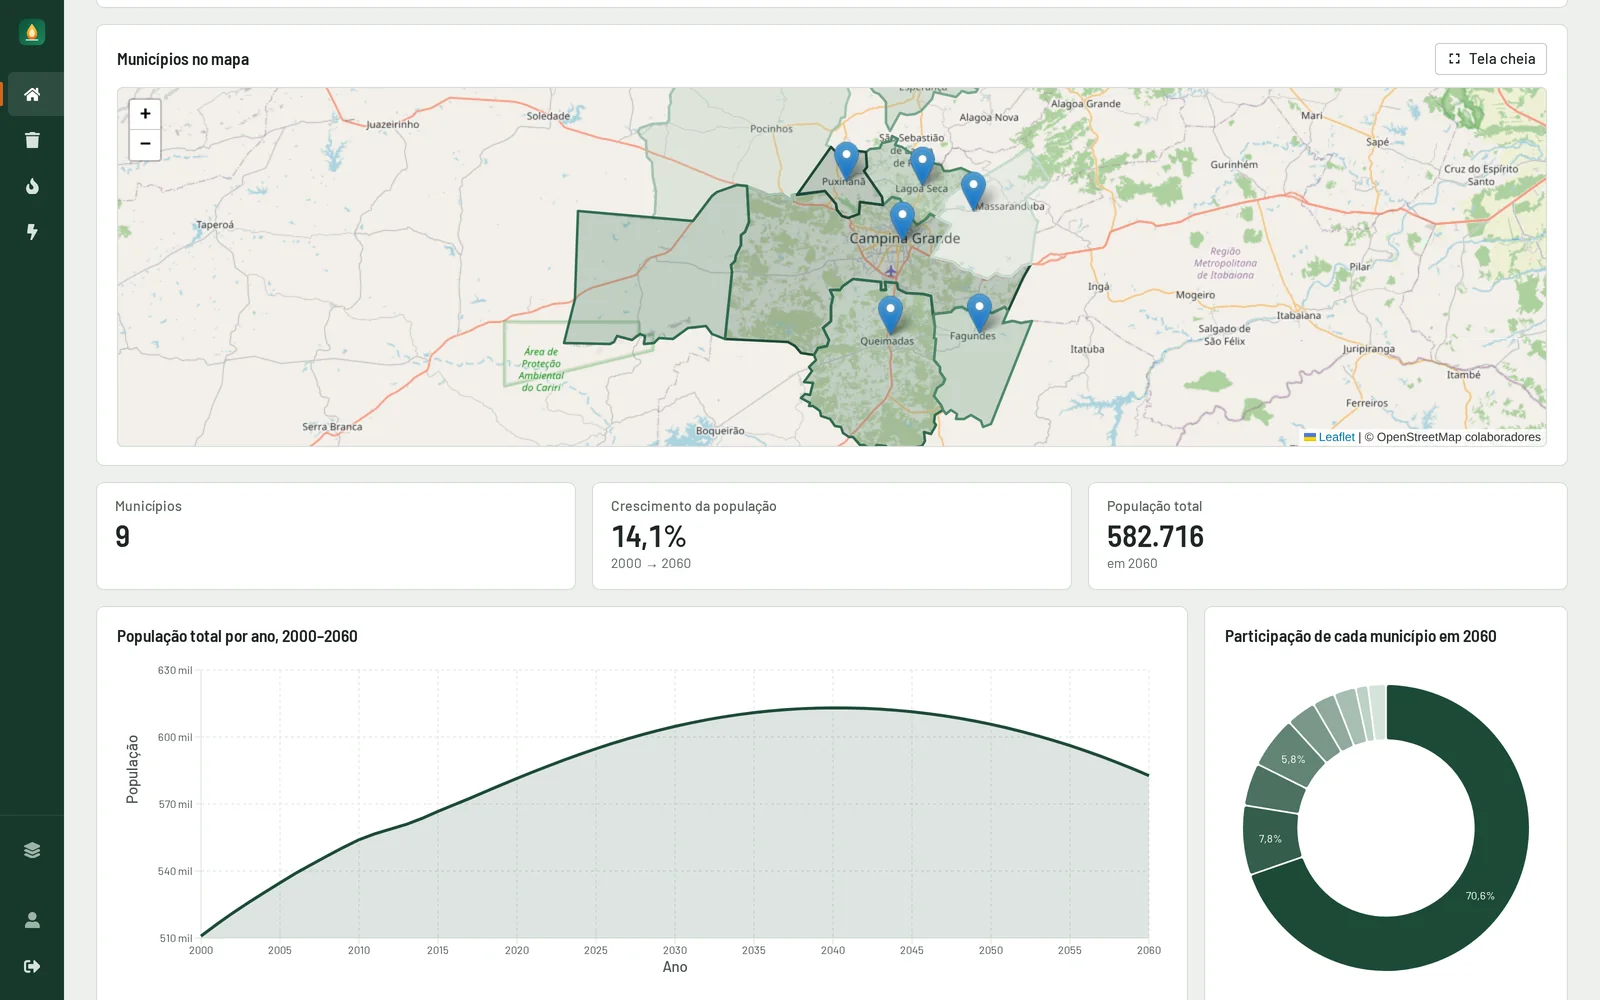 Municípios no mapa
Tela cheia
+
−
Esperança
Soledade
Juazeirinho
Pocinhos
Alagoa Grande
Alagoa Nova
Mari
Sapé
São Sebastião
de L
de R
Gurinhém
Cruz do Espírito
Santo
Puxinanã
Lagoa Seca
Massaranduba
Taperoá
Campina Grande
Região
Metropolitana
de Itabaiana
Pilar
Ingá
Mogeiro
Itabaiana
Salgado de
São Félix
Fagundes
Queimadas
Itatuba
Juripiranga
Área de
Proteção
Ambiental
do Cariri
Itambé
Ferreiros
Serra Branca
Boqueirão
Leaflet | © OpenStreetMap colaboradores
Municípios
9
Crescimento da população
14,1%
2000 → 2060
População total
582.716
em 2060
População total por ano, 2000–2060
630 mil
600 mil
570 mil
540 mil
510 mil
População
2000 2005 2010 2015 2020 2025 2030 2035 2040 2045 2050 2055 2060
Ano
Participação de cada município em 2060
5,8%
7,8%
70,6%